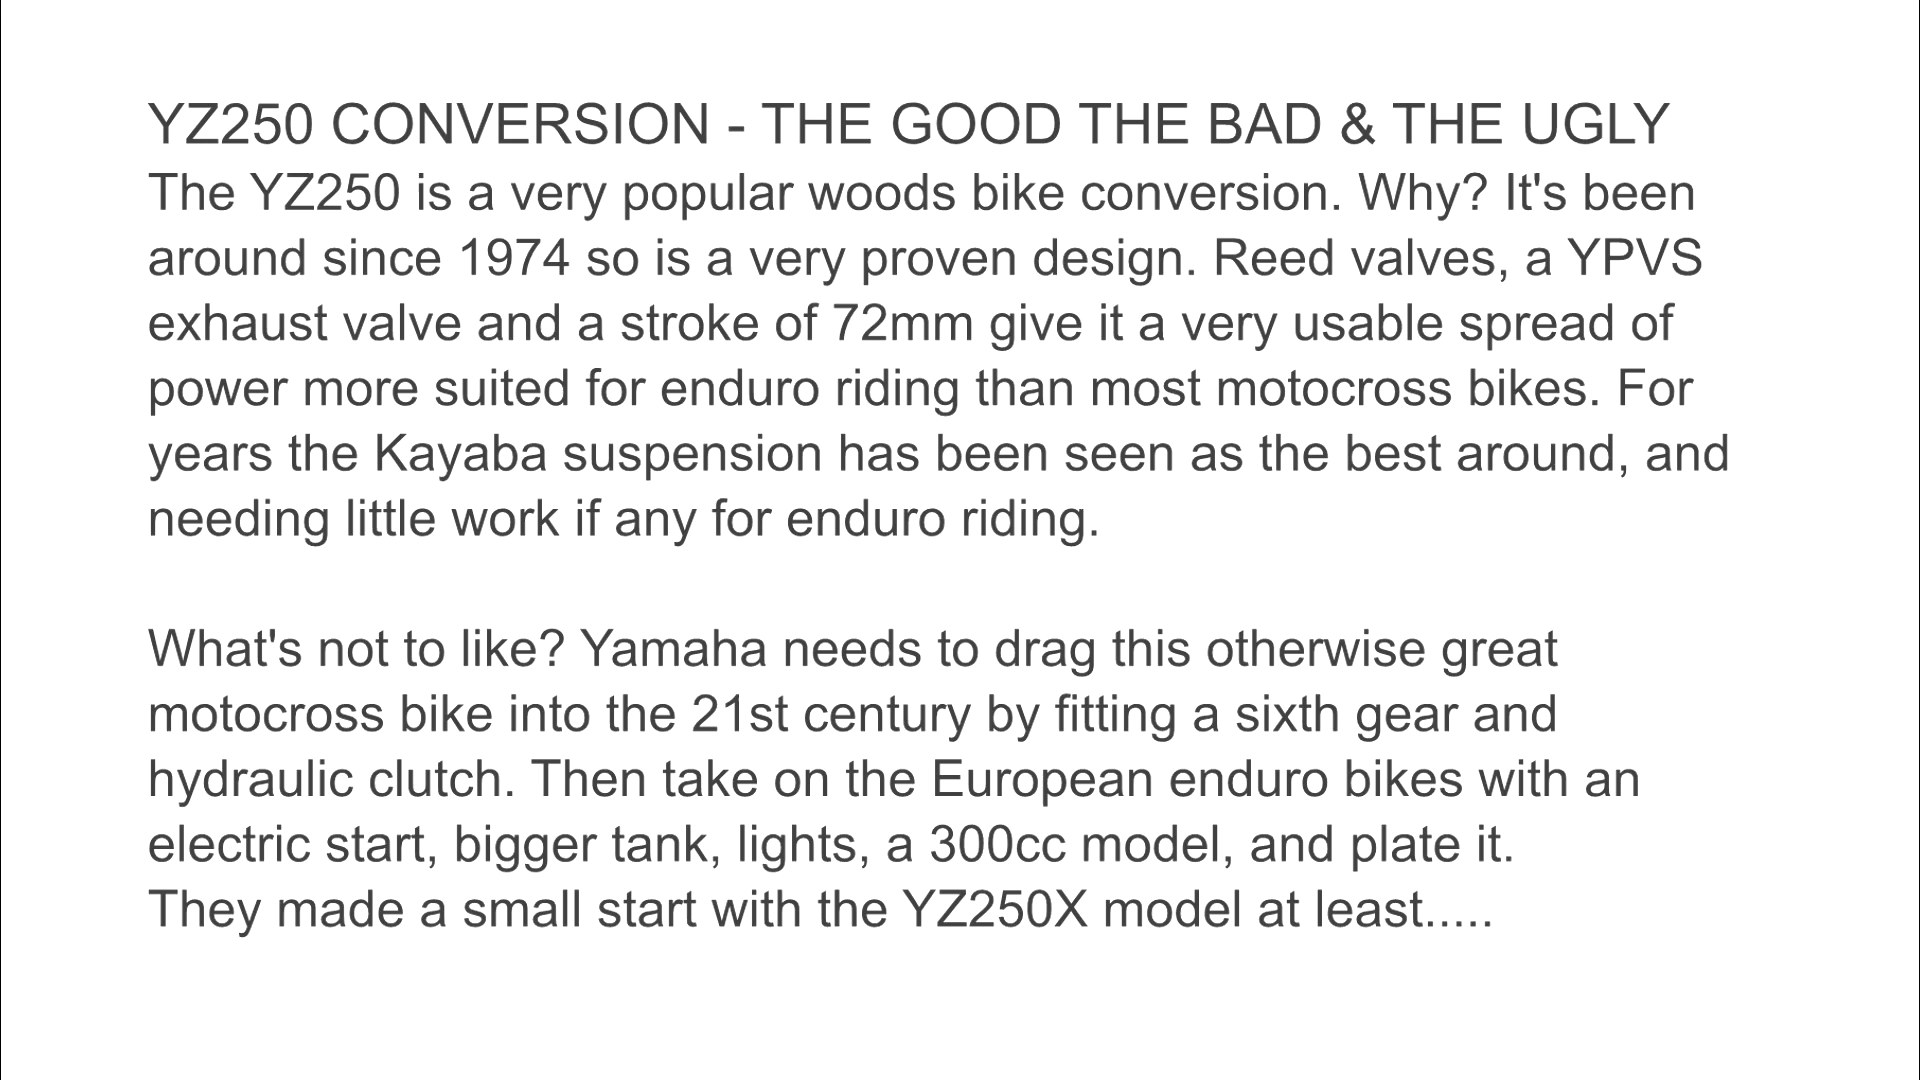 YZ250 CONVERSION - THE GOOD THE BAD & THE UGLY
The YZ250 is a very popular woods bike conversion. Why? It's been
around since 1974 so is a very proven design. Reed valves, a YPVS
exhaust valve and a stroke of 72mm give it a very usable spread of
power more suited for enduro riding than most motocross bikes. For
years the Kayaba suspension has been seen as the best around, and
needing little work if any for enduro riding.
What's not to like? Yamaha needs to drag this otherwise great
motocross bike into the 21st century by fitting a sixth gear and
hydraulic clutch. Then take on the European enduro bikes with an
electric start, bigger tank, lights, a 300cc model, and plate it.
They made a small start with the YZ250X model at least.....